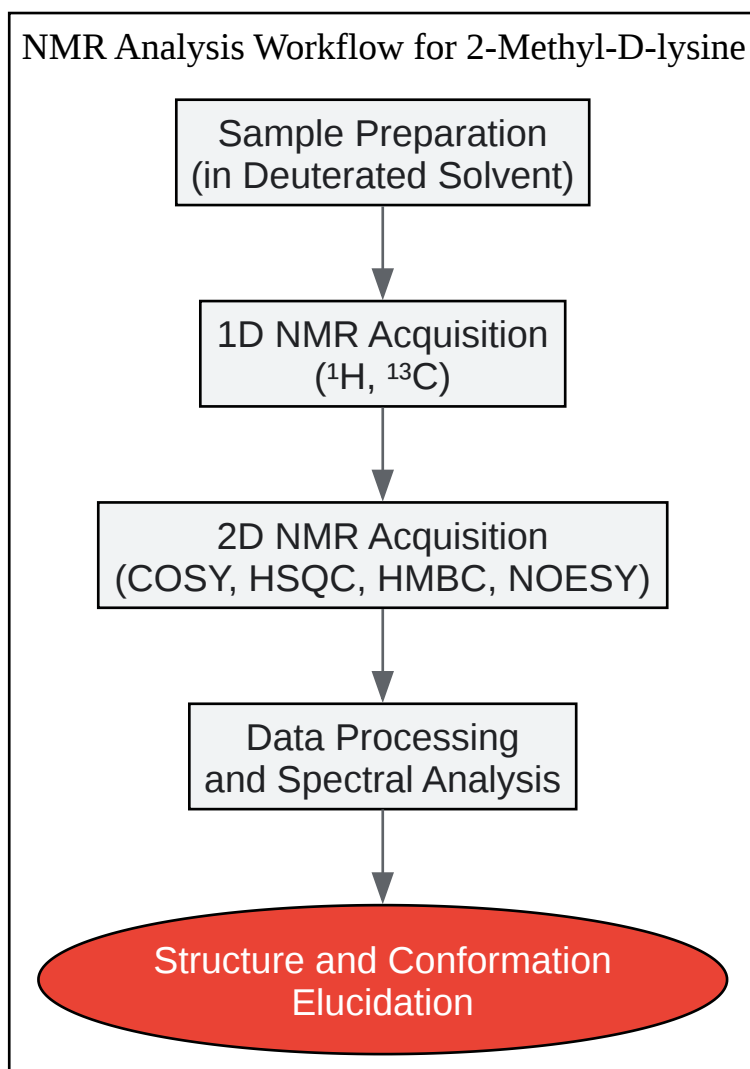 NMR Analysis Workflow for 2-Methyl-D-lysine
Sample Preparation
(in Deuterated Solvent)
1D NMR Acquisition
(¹H, ¹³C)
2D NMR Acquisition
(COSY, HSQC, HMBC, NOESY)
Data Processing
and Spectral Analysis
Structure and Conformation
Elucidation